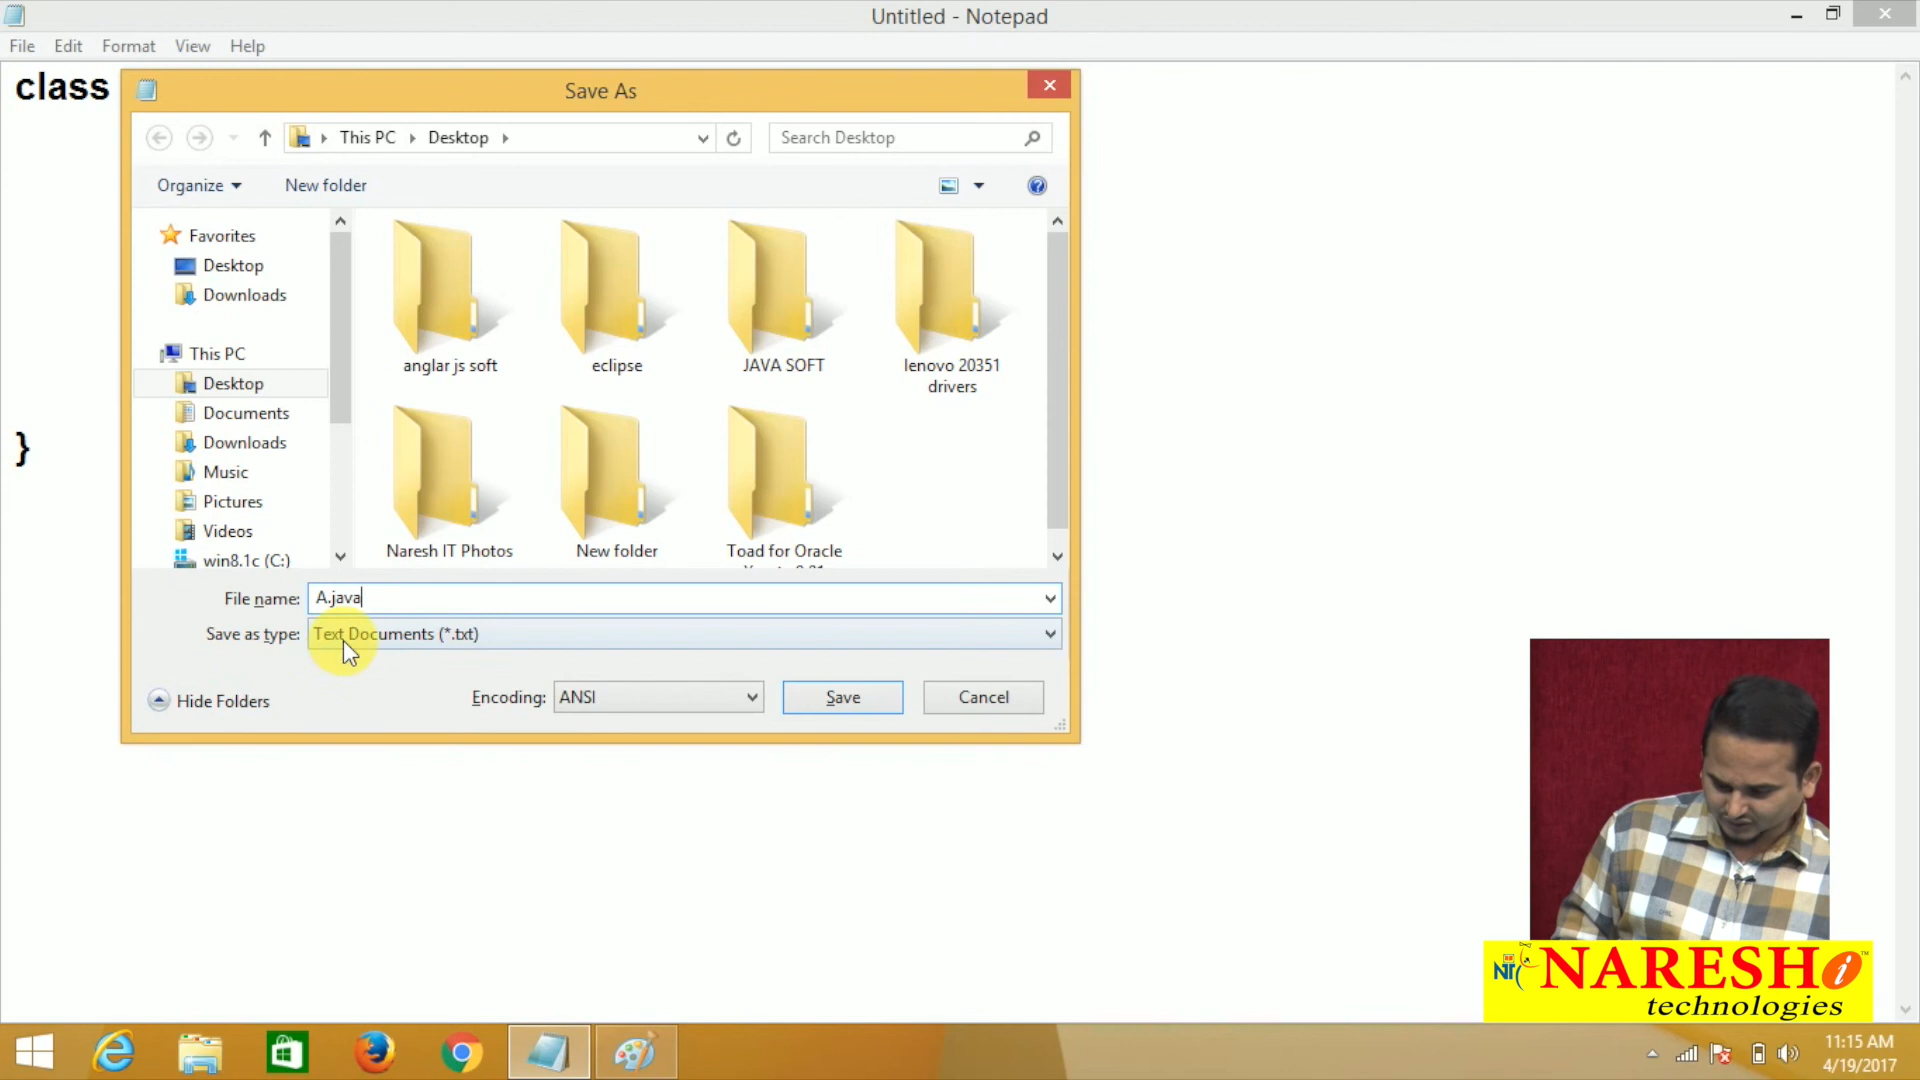 Untitled - Notepad
File Edit Format View Help
class
}
Save As
This PC Desktop
Search Desktop
Organize New folder
Favorites
Desktop
Downloads
This PC
Desktop
Documents
Downloads
Music
Pictures
Videos
win8.1c (C:)
anglar js soft
eclipse
JAVA SOFT
lenovo 20351
drivers
Naresh IT Photos
New folder
Toad for Oracle
File name: A.java
Save as type: Text Documents (*.txt)
Hide Folders
Encoding: ANSI
Save
Cancel
NARESH i ™
technologies
11:15 AM
4/19/2017